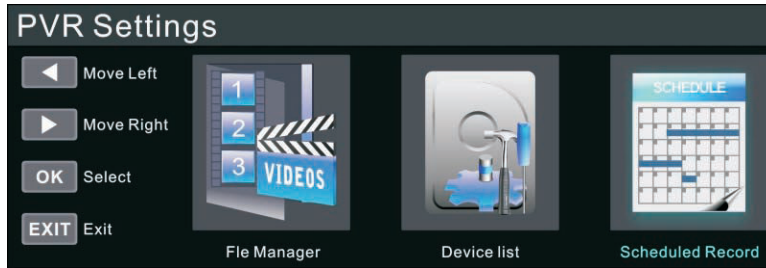 PVR Settings
Move Left
Move Right
OK Select
EXIT Exit
1
2
3
VIDEOS
Fle Manager
Device list
SCHEDULE
Scheduled Record